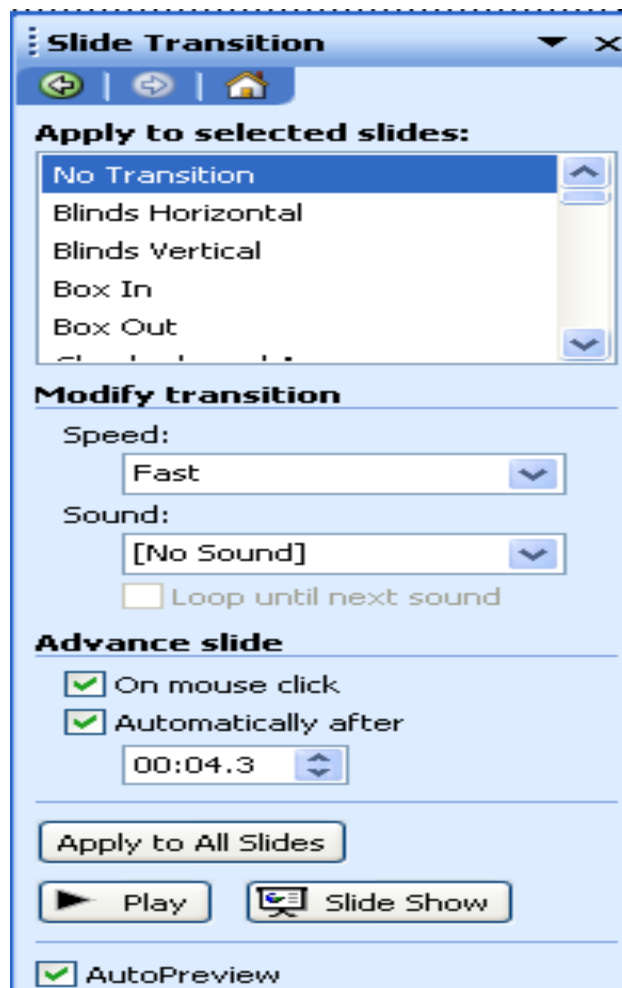 Slide Transition
Apply to selected slides:
No Transition
Blinds Horizontal
Blinds Vertical
Box In
Box Out
Modify transition
Speed:
Fast
Sound:
[No Sound]
Loop until next sound
Advance slide
On mouse click
Automatically after
00:04.3
Apply to All Slides
Play
Slide Show
AutoPreview